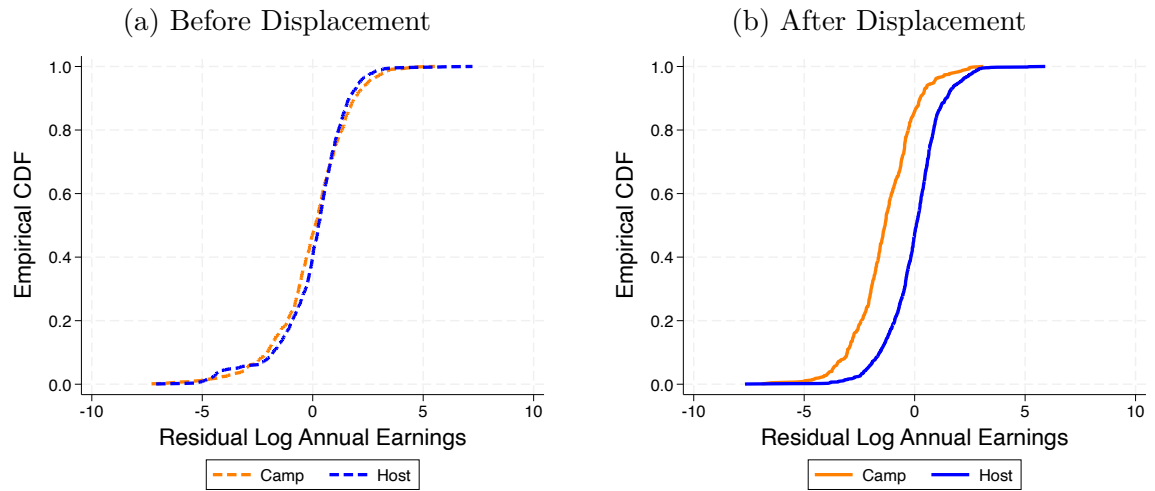 (a) Before Displacement
1.0
0.8
0.6
0.4
0.2
0.0
Empirical CDF
-10 -5 0 5 10
Residual Log Annual Earnings
Camp Host
(b) After Displacement
1.0
0.8
0.6
0.4
0.2
0.0
Empirical CDF
-10 -5 0 5 10
Residual Log Annual Earnings
Camp Host